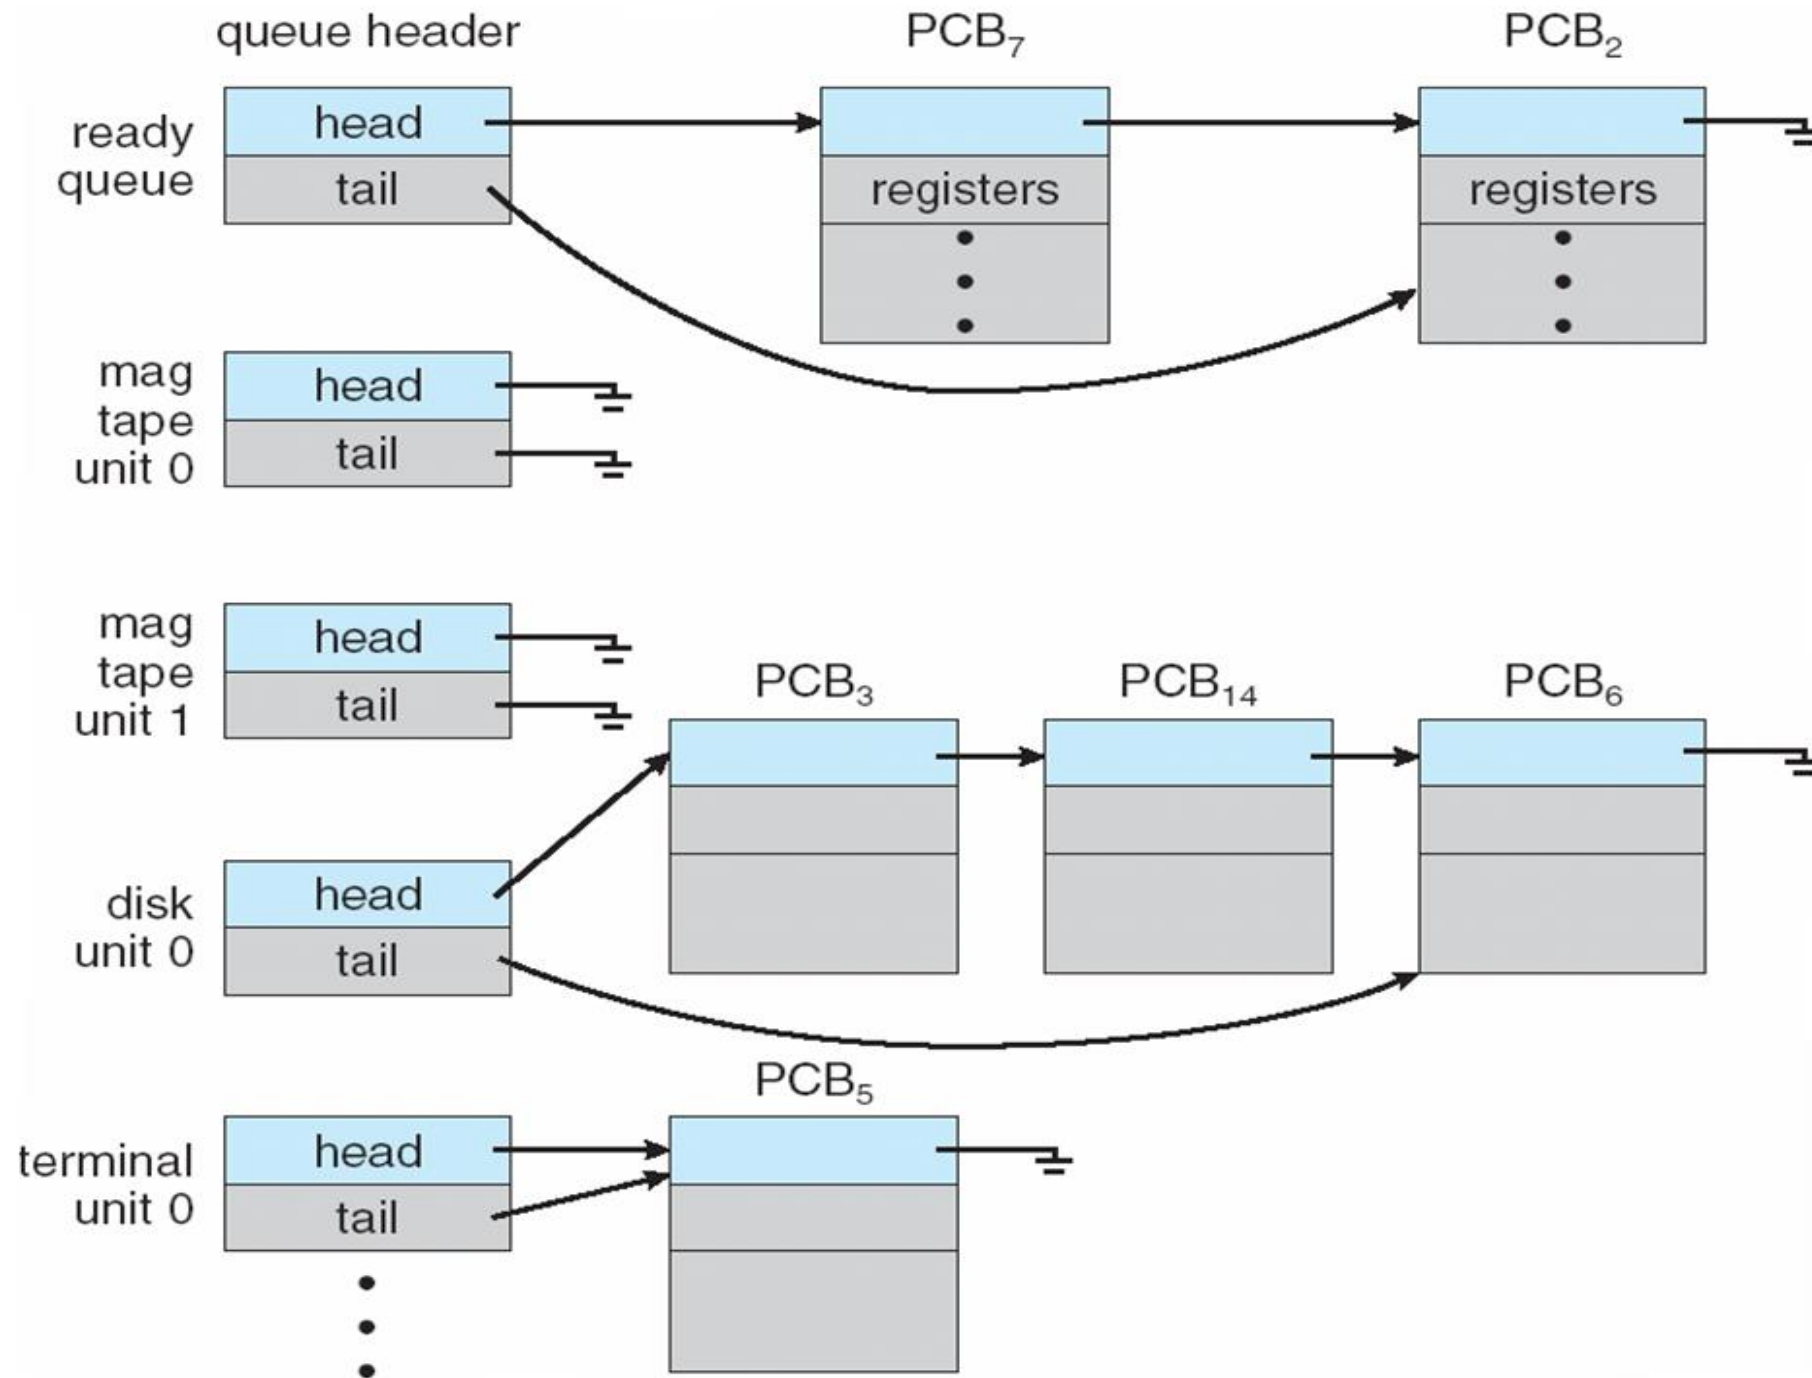 queue header
PCB₇
PCB₂
ready
queue
head
tail
registers
registers
mag
tape
unit 0
head
tail
mag
tape
unit 1
head
tail
PCB₃
PCB₁₄
PCB₆
disk
unit 0
head
tail
PCB₅
terminal
unit 0
head
tail